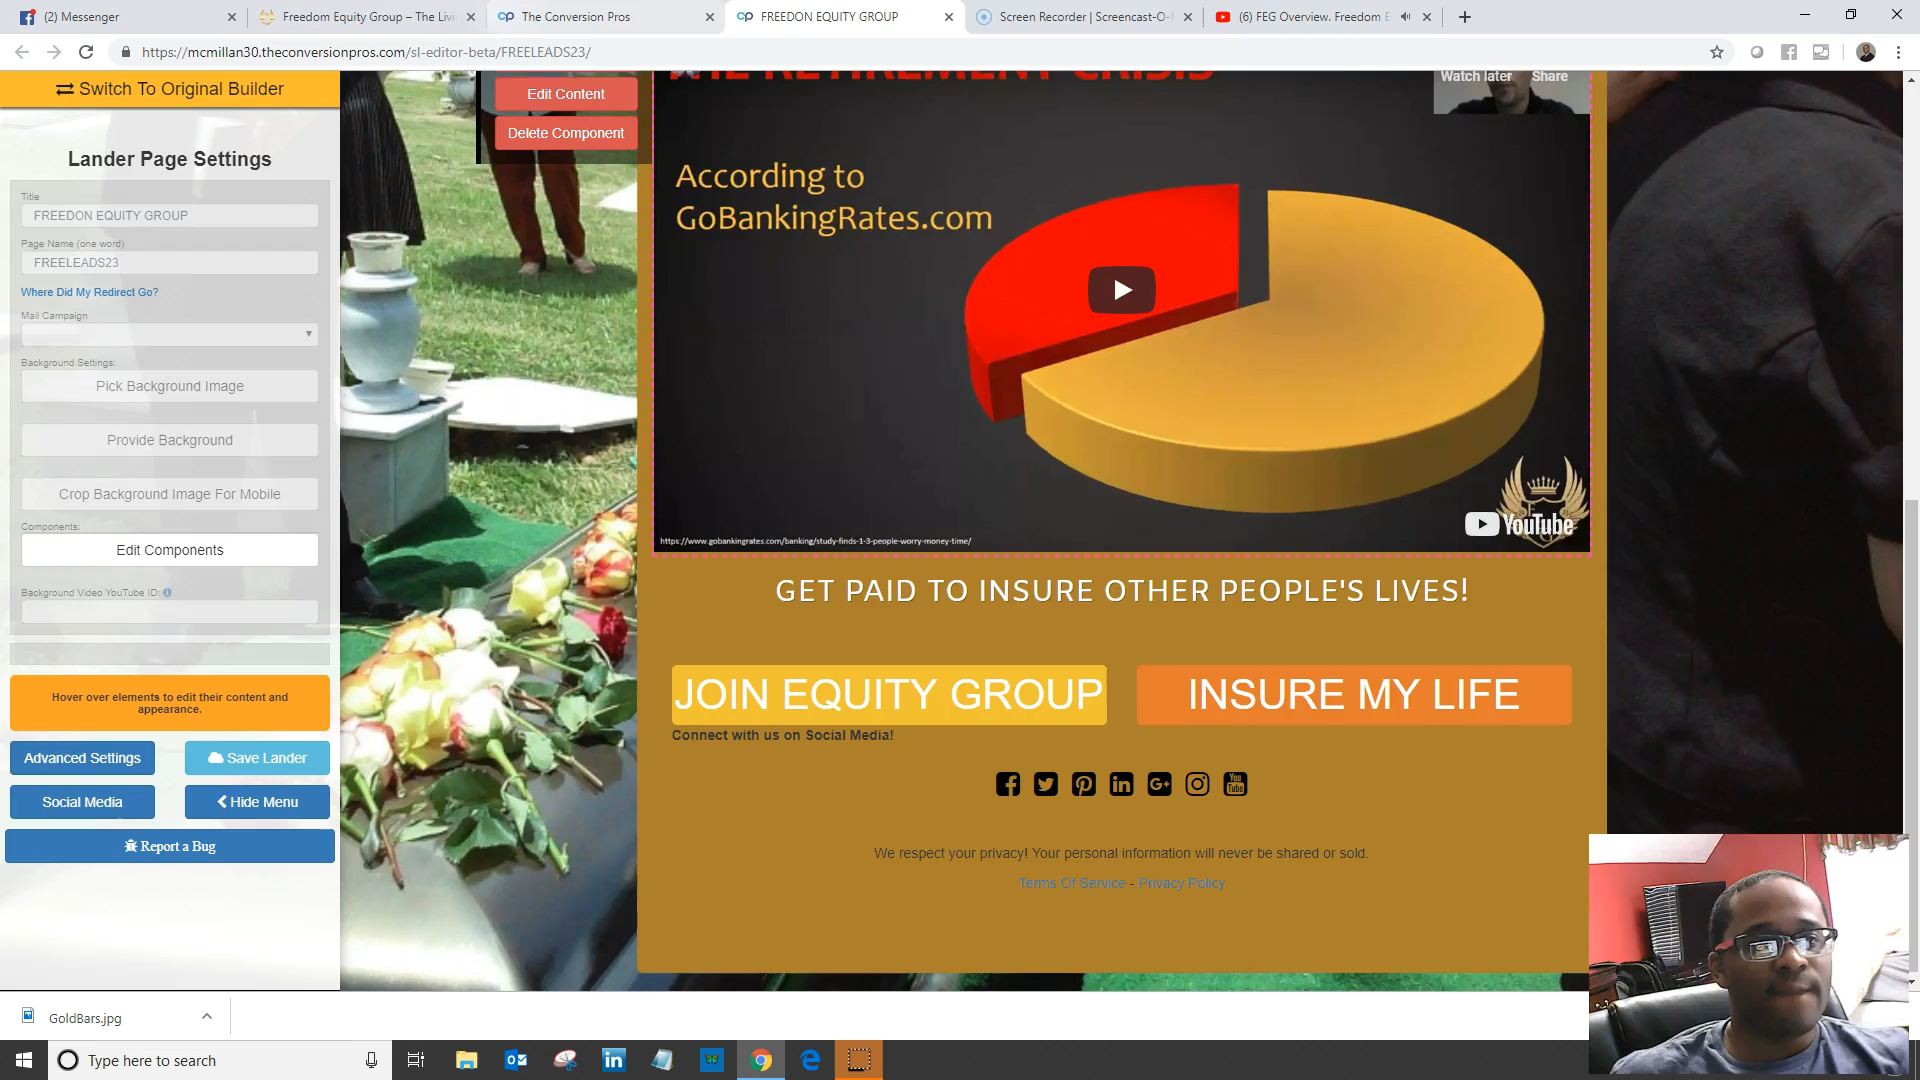 (2) Messenger
Freedom Equity Group – The Livi
The Conversion Pros
FREEDON EQUITY GROUP
Screen Recorder | Screencast-O-
(6) FEG Overview. Freedom E
https://mcmillan30.theconversionpros.com/sl-editor-beta/FREELEADS23/
Switch To Original Builder
Lander Page Settings
Title
FREEDON EQUITY GROUP
Page Name (one word)
FREELEADS23
Where Did My Redirect Go?
Mail Campaign
Background Settings:
Pick Background Image
Provide Background
Crop Background Image For Mobile
Components:
Edit Components
Background Video YouTube ID:
Hover over elements to edit their content and
appearance.
Advanced Settings
Save Lander
Social Media
Hide Menu
Report a Bug
Edit Content
Delete Component
THE RETIREMENT CRISIS
Watch later
Share
According to
GoBankingRates.com
YouTube
https://www.gobankingrates.com/banking/study-finds-1-3-people-worry-money-time/
GET PAID TO INSURE OTHER PEOPLE'S LIVES!
JOIN EQUITY GROUP
INSURE MY LIFE
Connect with us on Social Media!
You
Tube
We respect your privacy! Your personal information will never be shared or sold.
Terms Of Service - Privacy Policy
GoldBars.jpg
Type here to search